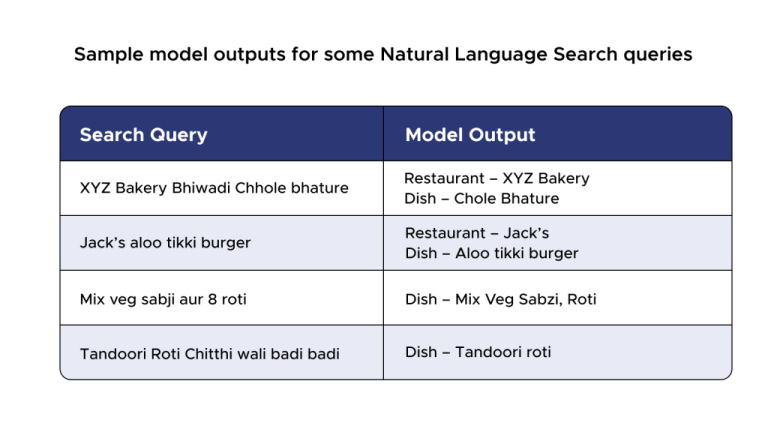 Sample model outputs for some Natural Language Search queries
Search Query
Model Output
XYZ Bakery Bhiwadi Chhole bhature
Restaurant – XYZ Bakery
Dish – Chole Bhature
Jack’s aloo tikki burger
Restaurant – Jack’s
Dish – Aloo tikki burger
Mix veg sabji aur 8 roti
Dish – Mix Veg Sabzi, Roti
Tandoori Roti Chitthi wali badi badi
Dish – Tandoori roti